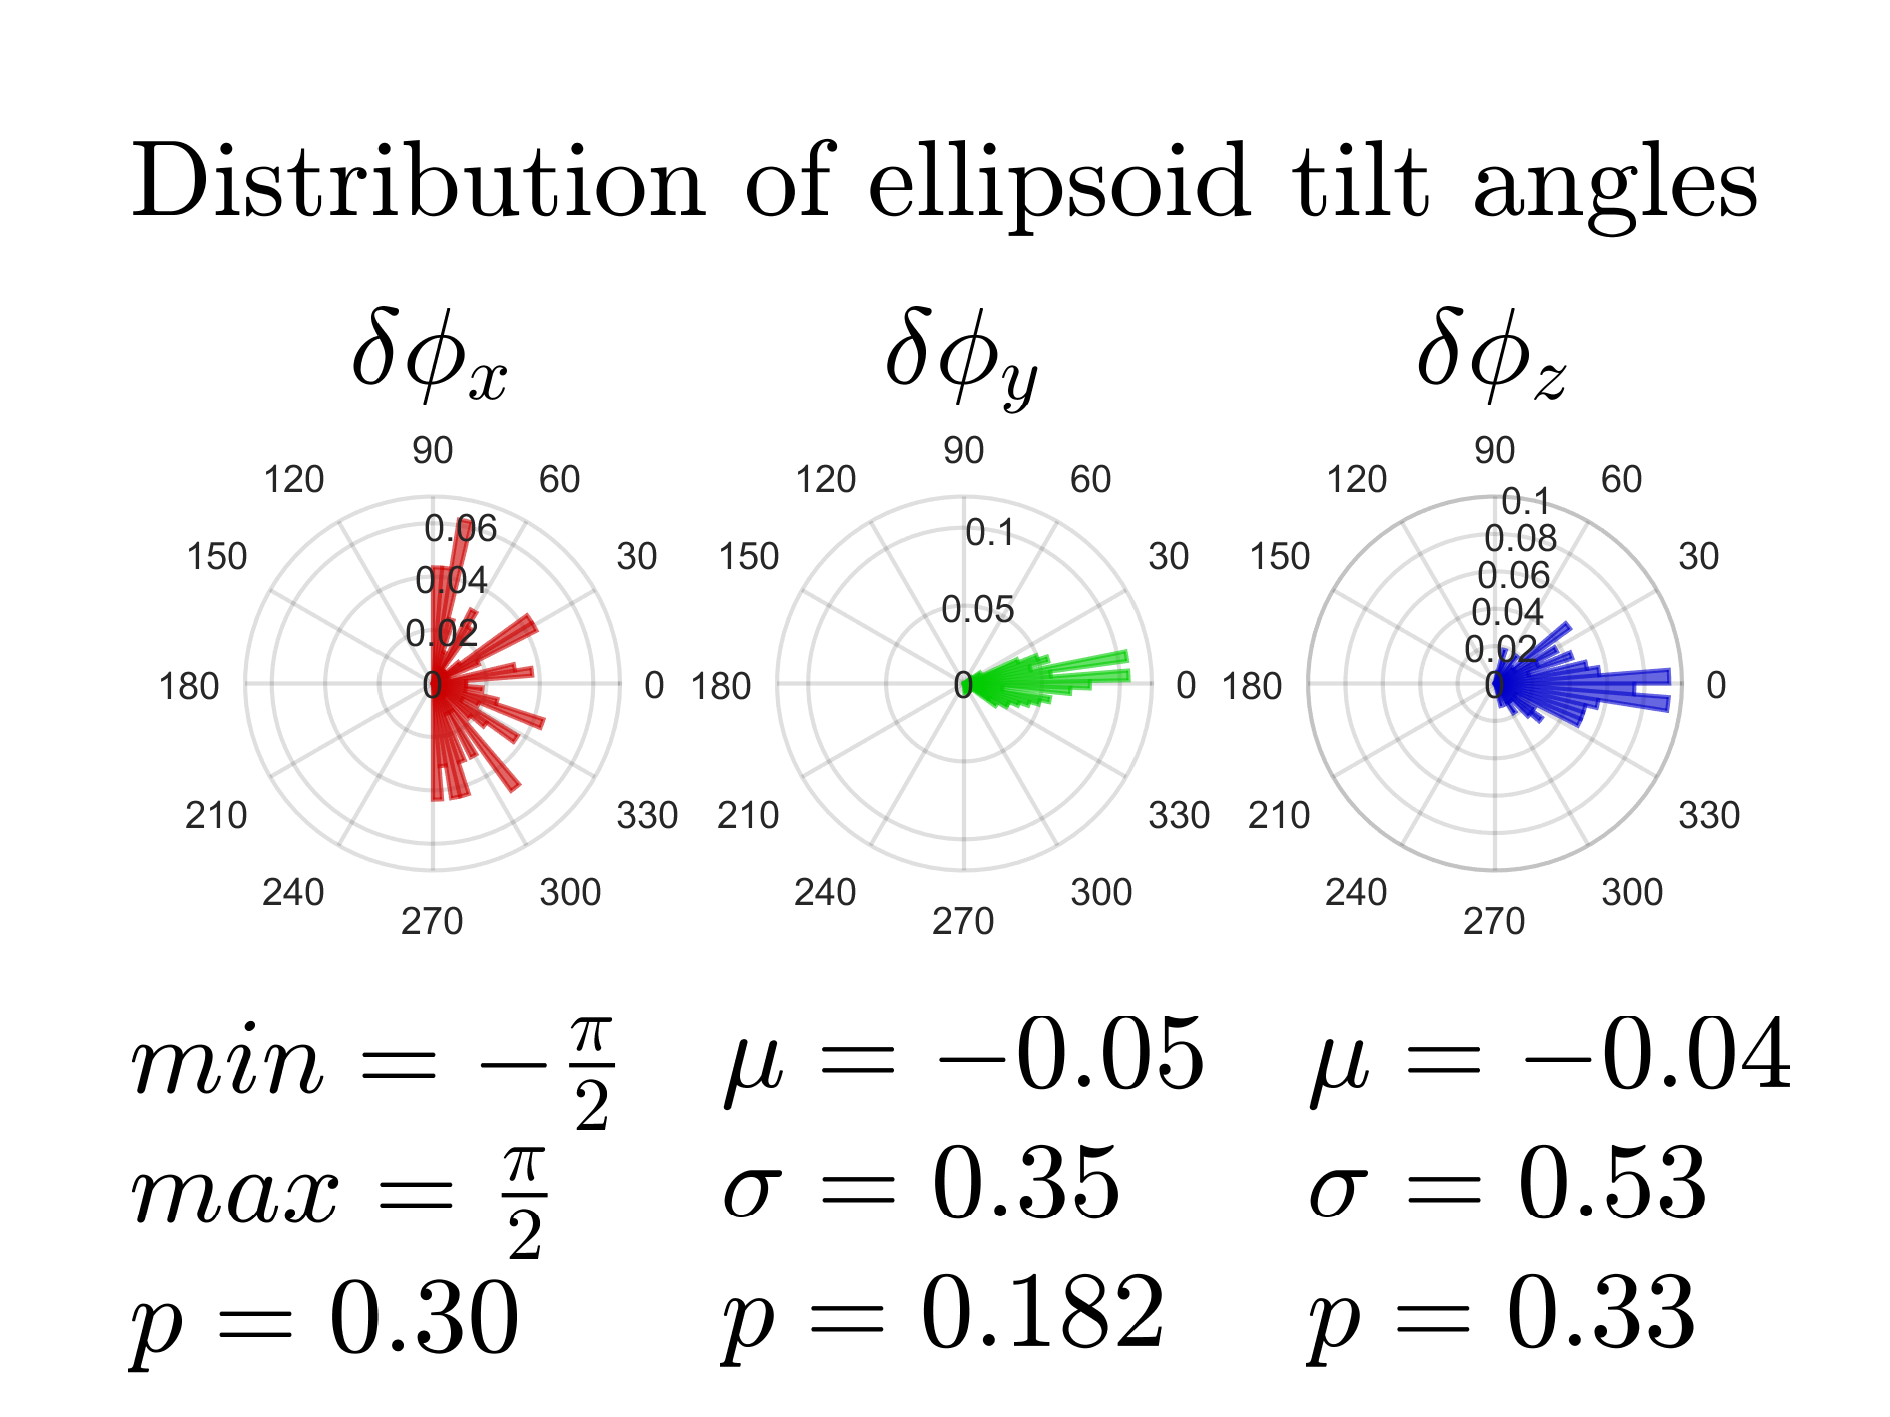 Distribution of ellipsoid tilt angles
δϕₓ δϕᵧ δϕ_z
90 90 90
120 60 120 60 120 60
0.06 0.1 0.1
150 30 150 30 150 30
0.04 0.05 0.08
0.02 0.06
0.04
0.02
180 0 0 180 0 0 180 0 0
210 330 210 330 210 330
240 300 240 300 240 300
270 270 270
min = −π/2 μ = −0.05 μ = −0.04
max = π/2 σ = 0.35 σ = 0.53
p = 0.30 p = 0.182 p = 0.33